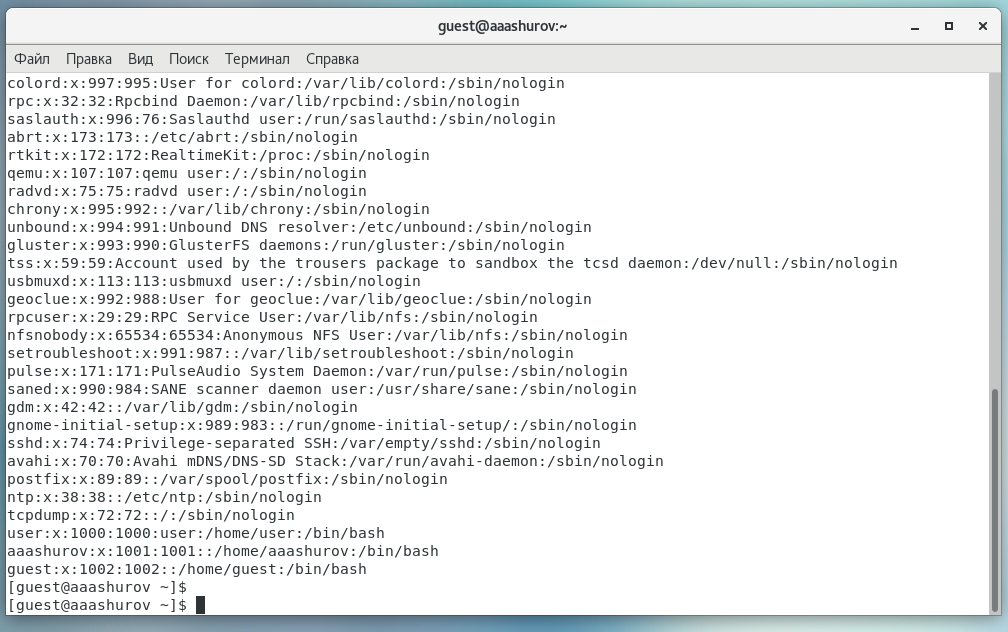 guest@aaashurov:~
Файл Правка Вид Поиск Терминал Справка
colord:x:997:995:User for colord:/var/lib/colord:/sbin/nologin
rpc:x:32:32:Rpcbind Daemon:/var/lib/rpcbind:/sbin/nologin
saslauth:x:996:76:Saslauthd user:/run/saslauthd:/sbin/nologin
abrt:x:173:173::/etc/abrt:/sbin/nologin
rtkit:x:172:172:RealtimeKit:/proc:/sbin/nologin
qemu:x:107:107:qemu user:/:/sbin/nologin
radvd:x:75:75:radvd user:/:/sbin/nologin
chrony:x:995:992::/var/lib/chrony:/sbin/nologin
unbound:x:994:991:Unbound DNS resolver:/etc/unbound:/sbin/nologin
gluster:x:993:990:GlusterFS daemons:/run/gluster:/sbin/nologin
tss:x:59:59:Account used by the trousers package to sandbox the tcsd daemon:/dev/null:/sbin/nologin
usbmuxd:x:113:113:usbmuxd user:/:/sbin/nologin
geoclue:x:992:988:User for geoclue:/var/lib/geoclue:/sbin/nologin
rpcuser:x:29:29:RPC Service User:/var/lib/nfs:/sbin/nologin
nfsnobody:x:65534:65534:Anonymous NFS User:/var/lib/nfs:/sbin/nologin
setroubleshoot:x:991:987::/var/lib/setroubleshoot:/sbin/nologin
pulse:x:171:171:PulseAudio System Daemon:/var/run/pulse:/sbin/nologin
saned:x:990:984:SANE scanner daemon user:/usr/share/sane:/sbin/nologin
gdm:x:42:42::/var/lib/gdm:/sbin/nologin
gnome-initial-setup:x:989:983::/run/gnome-initial-setup/:/sbin/nologin
sshd:x:74:74:Privilege-separated SSH:/var/empty/sshd:/sbin/nologin
avahi:x:70:70:Avahi mDNS/DNS-SD Stack:/var/run/avahi-daemon:/sbin/nologin
postfix:x:89:89::/var/spool/postfix:/sbin/nologin
ntp:x:38:38::/etc/ntp:/sbin/nologin
tcpdump:x:72:72::/:/sbin/nologin
user:x:1000:1000:user:/home/user:/bin/bash
aaashurov:x:1001:1001::/home/aaashurov:/bin/bash
guest:x:1002:1002::/home/guest:/bin/bash
[guest@aaashurov ~]$
[guest@aaashurov ~]$